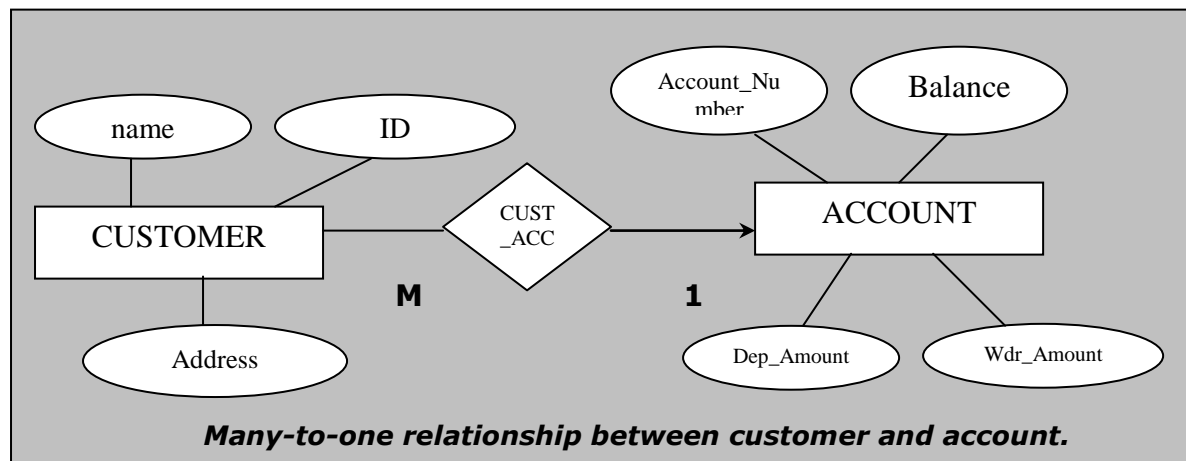 Account_Nu
mber
Balance
name
ID
CUST
_ACC
ACCOUNT
CUSTOMER
M
1
Address
Dep_Amount
Wdr_Amount
Many-to-one relationship between customer and account.